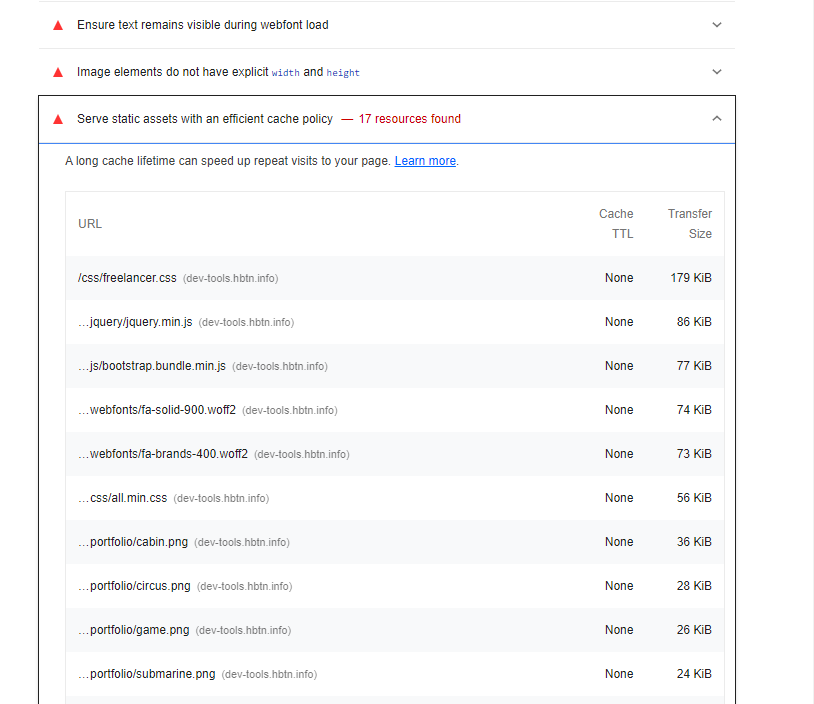 Ensure text remains visible during webfont load
Image elements do not have explicit width and height
Serve static assets with an efficient cache policy — 17 resources found
A long cache lifetime can speed up repeat visits to your page. Learn more.
URL Cache TTL Transfer Size
/css/freelancer.css (dev-tools.hbtn.info) None 179 KiB
…jquery/jquery.min.js (dev-tools.hbtn.info) None 86 KiB
…js/bootstrap.bundle.min.js (dev-tools.hbtn.info) None 77 KiB
…webfonts/fa-solid-900.woff2 (dev-tools.hbtn.info) None 74 KiB
…webfonts/fa-brands-400.woff2 (dev-tools.hbtn.info) None 73 KiB
…css/all.min.css (dev-tools.hbtn.info) None 56 KiB
…portfolio/cabin.png (dev-tools.hbtn.info) None 36 KiB
…portfolio/circus.png (dev-tools.hbtn.info) None 28 KiB
…portfolio/game.png (dev-tools.hbtn.info) None 26 KiB
…portfolio/submarine.png (dev-tools.hbtn.info) None 24 KiB